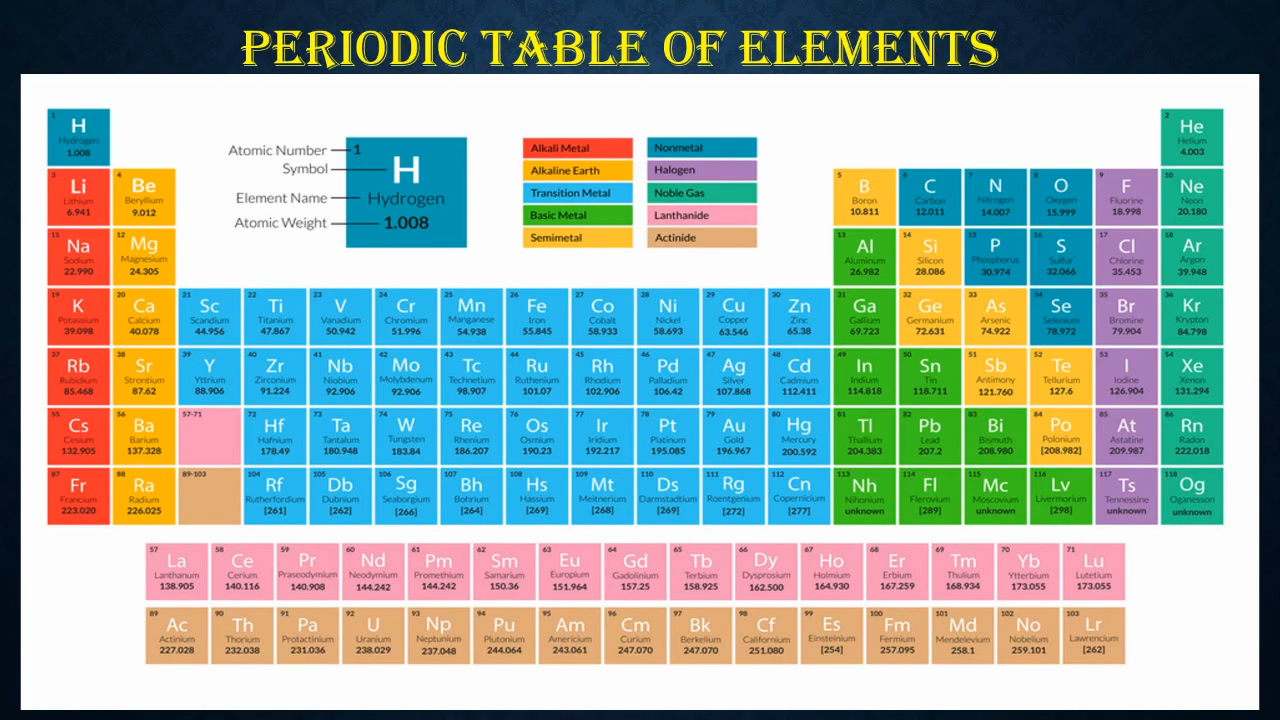 PERIODIC TABLE OF ELEMENTS
1
H
Hydrogen
1.008
2
He
Helium
4.003
Atomic Number
1
Symbol
H
Element Name
Hydrogen
Atomic Weight
1.008
Alkali Metal
Nonmetal
Alkaline Earth
Halogen
Transition Metal
Noble Gas
Basic Metal
Lanthanide
Semimetal
Actinide
3 4 5 6 7 8 9 10
Li Be B C N O F Ne
Lithium Beryllium Boron Carbon Nitrogen Oxygen Fluorine Neon
6.941 9.012 10.811 12.011 14.007 15.999 18.998 20.180
11 12 13 14 15 16 17 18
Na Mg Al Si P S Cl Ar
Sodium Magnesium Aluminum Silicon Phosphorus Sulfur Chlorine Argon
22.990 24.305 26.982 28.086 30.974 32.066 35.453 39.948
19 20 21 22 23 24 25 26 27 28 29 30 31 32 33 34 35 36
K Ca Sc Ti V Cr Mn Fe Co Ni Cu Zn Ga Ge As Se Br Kr
Potassium Calcium Scandium Titanium Vanadium Chromium Manganese Iron Cobalt Nickel Copper Zinc Gallium Germanium Arsenic Selenium Bromine Krypton
39.098 40.078 44.956 47.867 50.942 51.996 54.938 55.845 58.933 58.693 63.546 65.38 69.723 72.631 74.922 78.972 79.904 84.798
37 38 39 40 41 42 43 44 45 46 47 48 49 50 51 52 53 54
Rb Sr Y Zr Nb Mo Tc Ru Rh Pd Ag Cd In Sn Sb Te I Xe
Rubidium Strontium Yttrium Zirconium Niobium Molybdenum Technetium Ruthenium Rhodium Palladium Silver Cadmium Indium Tin Antimony Tellurium Iodine Xenon
85.468 87.62 88.906 91.224 92.906 92.906 98.907 101.07 102.906 106.42 107.868 112.411 114.818 118.711 121.760 127.6 126.904 131.294
55 56 57-71 72 73 74 75 76 77 78 79 80 81 82 83 84 85 86
Cs Ba Hf Ta W Re Os Ir Pt Au Hg Tl Pb Bi Po At Rn
Cesium Barium Hafnium Tantalum Tungsten Rhenium Osmium Iridium Platinum Gold Mercury Thallium Lead Bismuth Polonium Astatine Radon
132.905 137.328 178.49 180.948 183.84 186.207 190.23 192.217 195.085 196.967 200.592 204.383 207.2 208.980 [208.982] 209.987 222.018
87 88 89-103 104 105 106 107 108 109 110 111 112 113 114 115 116 117 118
Fr Ra Rf Db Sg Bh Hs Mt Ds Rg Cn Nh Fl Mc Lv Ts Og
Francium Radium Rutherfordium Dubnium Seaborgium Bohrium Hassium Meitnerium Darmstadtium Roentgenium Copernicium Nihonium Flerovium Moscovium Livermorium Tennessine Oganesson
223.020 226.025 [261] [262] [266] [264] [269] [268] [269] [272] [277] unknown [289] unknown [298] unknown unknown
57 58 59 60 61 62 63 64 65 66 67 68 69 70 71
La Ce Pr Nd Pm Sm Eu Gd Tb Dy Ho Er Tm Yb Lu
Lanthanum Cerium Praseodymium Neodymium Promethium Samarium Europium Gadolinium Terbium Dysprosium Holmium Erbium Thulium Ytterbium Lutetium
138.905 140.116 140.908 144.242 144.242 150.36 151.964 157.25 158.925 162.500 164.930 167.259 168.934 173.055 173.055
89 90 91 92 93 94 95 96 97 98 99 100 101 102 103
Ac Th Pa U Np Pu Am Cm Bk Cf Es Fm Md No Lr
Actinium Thorium Protactinium Uranium Neptunium Plutonium Americium Curium Berkelium Californium Einsteinium Fermium Mendelevium Nobelium Lawrencium
227.028 232.038 231.036 238.029 237.048 244.064 243.061 247.070 247.070 251.080 [254] 257.095 258.1 259.101 [262]